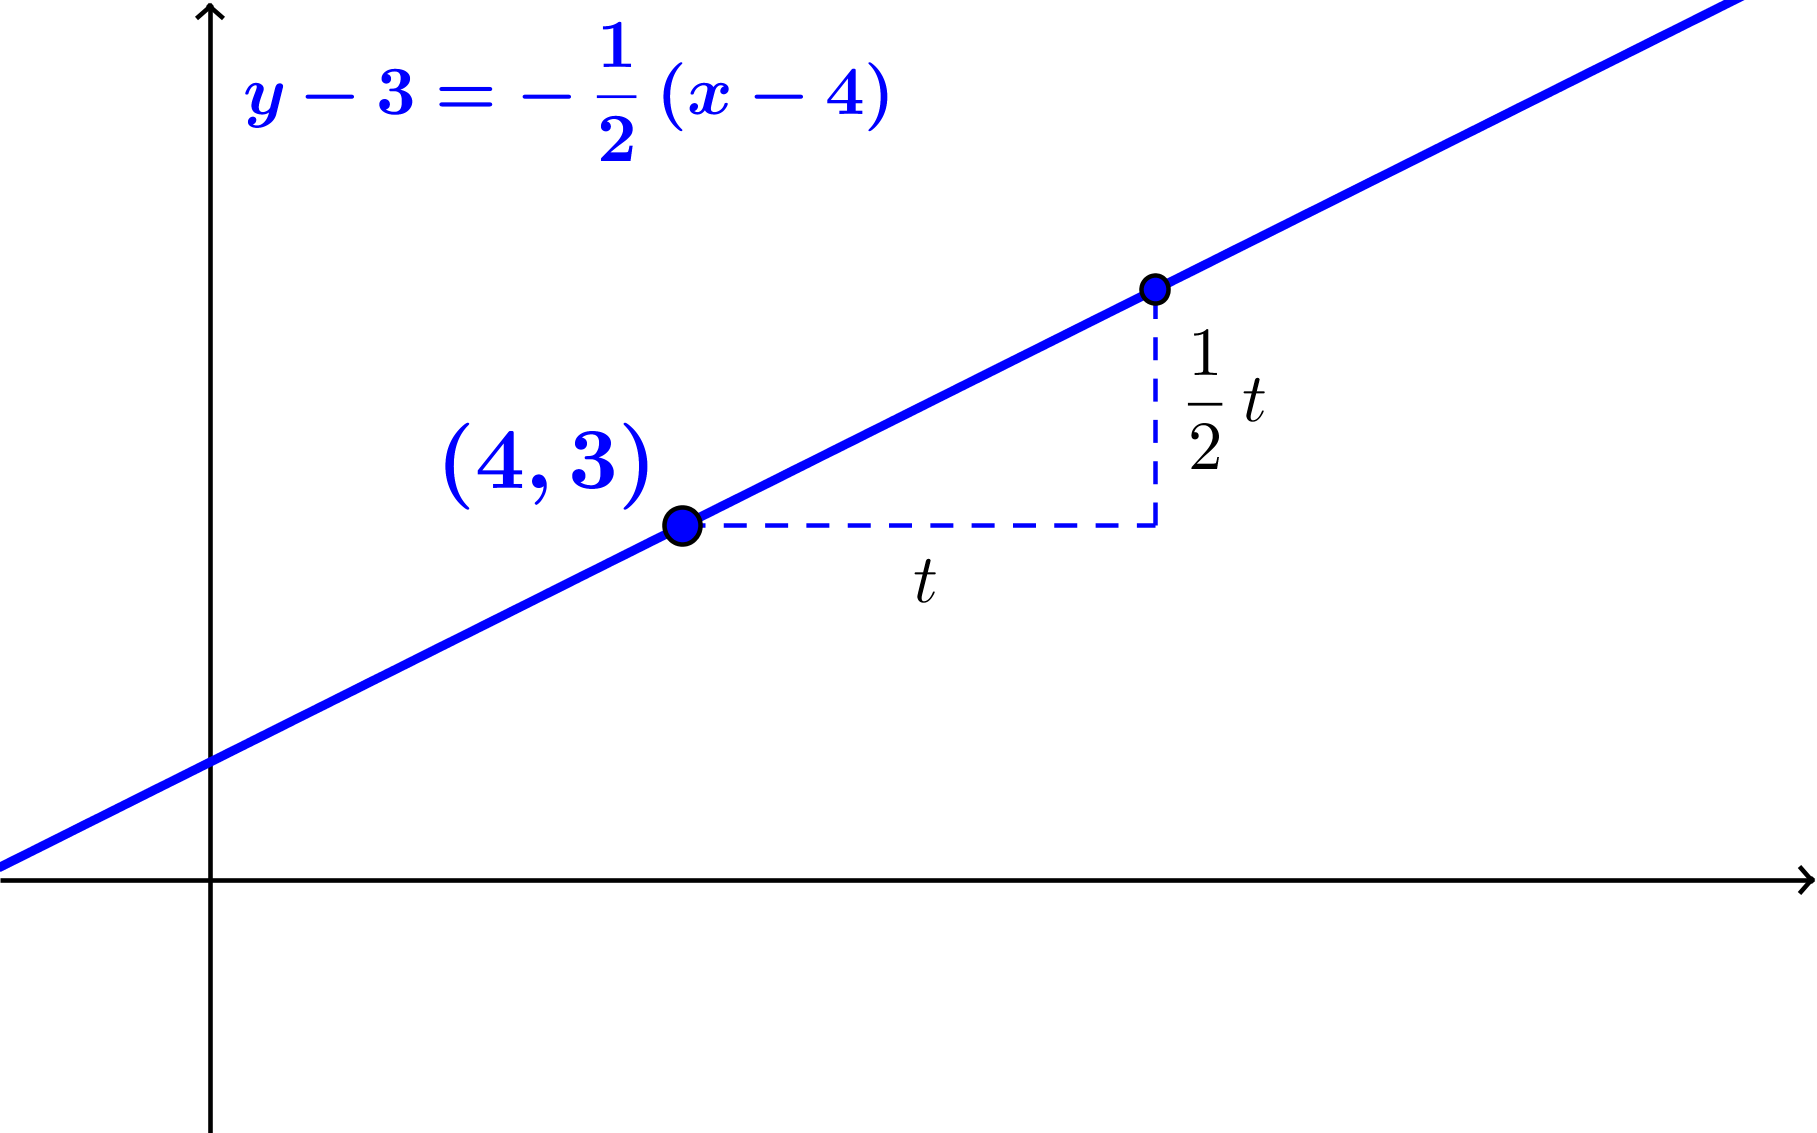 y − 3 = − 1/2 (x − 4)
(4, 3)
1/2 t
t